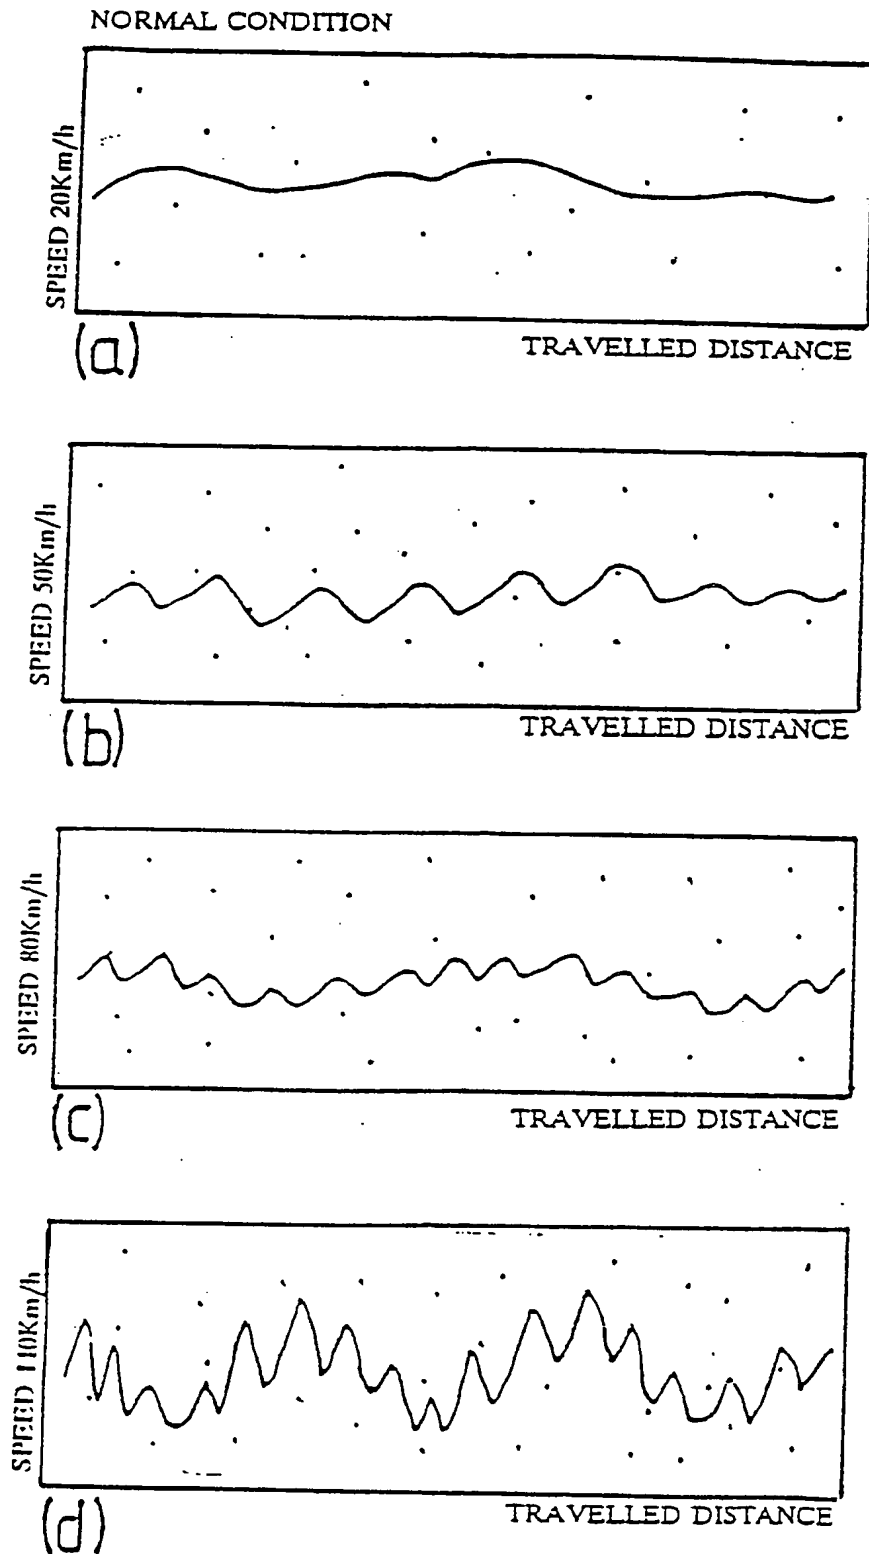 NORMAL CONDITION
SPEED 20Km/h
(a)
TRAVELLED DISTANCE
SPEED 50Km/h
(b)
TRAVELLED DISTANCE
SPEED 80Km/h
(c)
TRAVELLED DISTANCE
SPEED 110Km/h
(d)
TRAVELLED DISTANCE